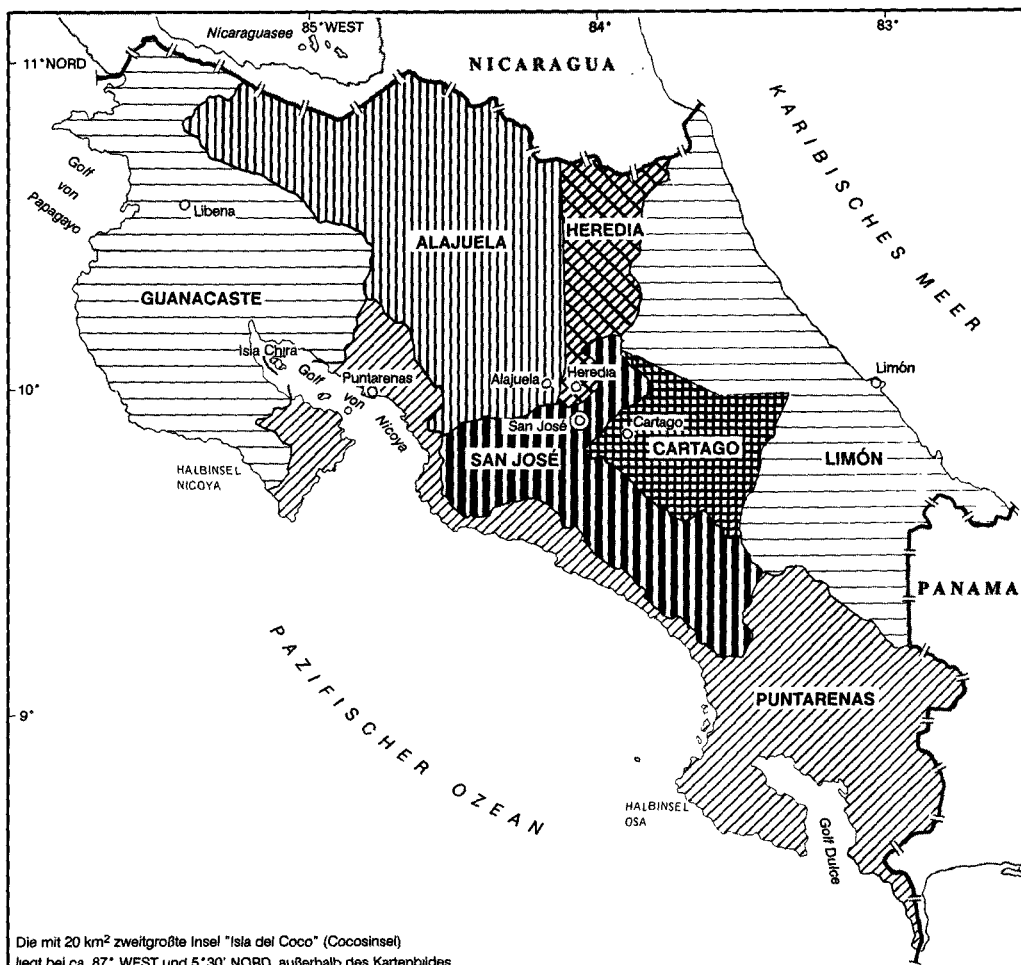 85°WEST
84°
83°
Nicaraguasee
11°NORD
NICARAGUA
KARIBISCHES MEER
Golf
von
Papagayo
Libena
ALAJUELA
HEREDIA
GUANACASTE
Isla Chira
Golf
von
Nicoya
Puntarenas
Alajuela
Heredia
Limón
10°
San José
Cartago
SAN JOSÉ
CARTAGO
LIMÓN
HALBINSEL
NICOYA
PANAMA
PAZIFISCHER OZEAN
PUNTARENAS
9°
HALBINSEL
OSA
Golf Dulce
Die mit 20 km² zweitgroßte Insel "Isla del Coco" (Cocosinsel)
liegt bei ca. 87° WEST und 5°30' NORD, außerhalb des Kartenbildes